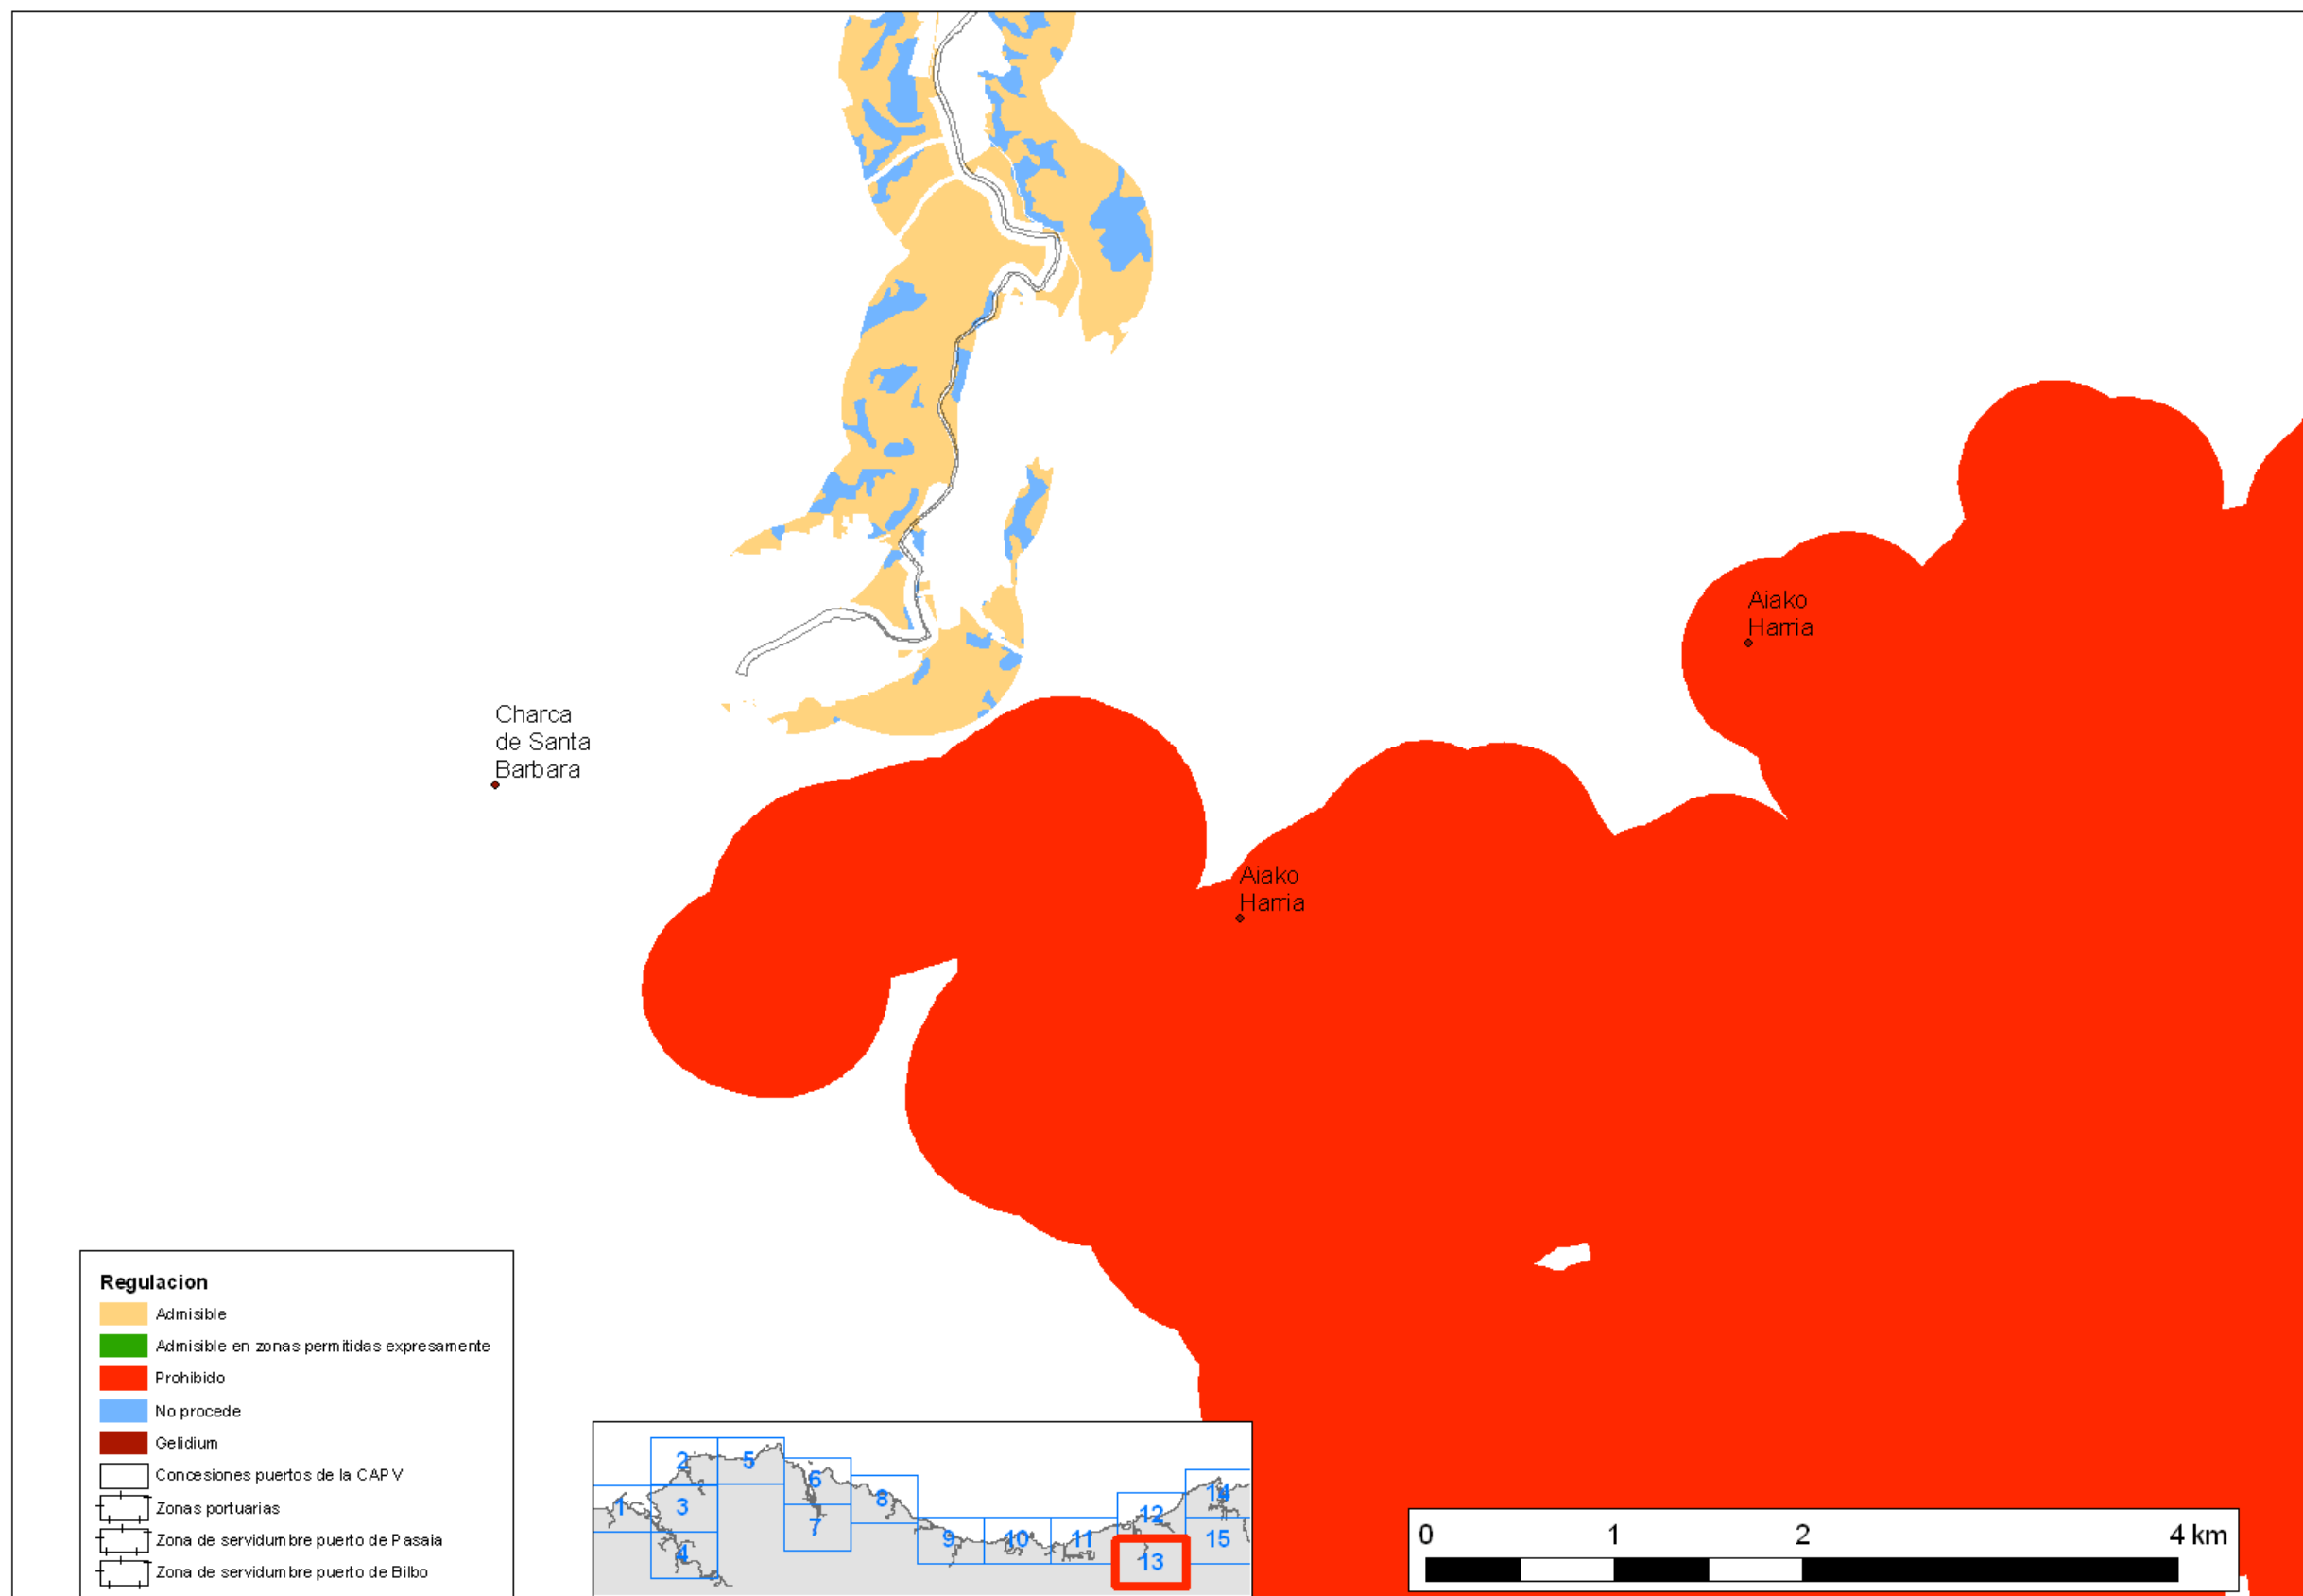 Aiako
Harria
Charca
de Santa
Barbara
Aiako
Harria
Regulacion
Admisible
Admisible en zonas permitidas expresamente
Prohibido
No procede
Gelidium
Concesiones puertos de la CAPV
Zonas portuarias
Zona de servidumbre puerto de Pasaia
Zona de servidumbre puerto de Bilbo
1
2
3
4
5
6
7
8
9
10
11
12
13
14
15
0 1 2 4 km